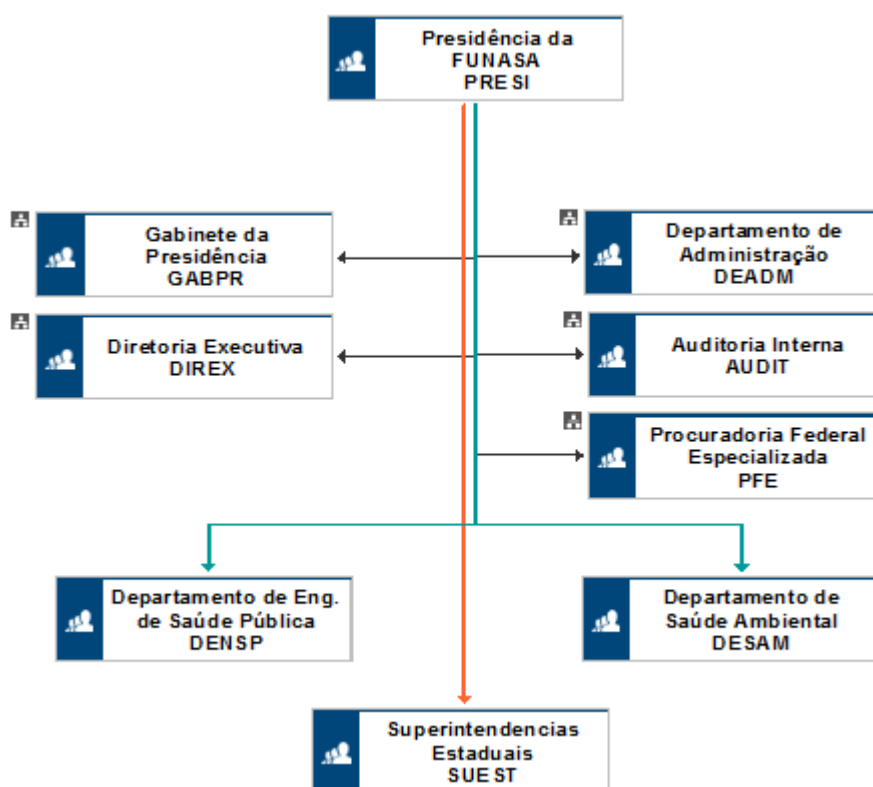 Presidência da
FUNASA
PRESI
Gabinete da
Presidência
GABPR
Departamento de
Administração
DEADM
Diretoria Executiva
DIREX
Auditoria Interna
AUDIT
Procuradoria Federal
Especializada
PFE
Departamento de Eng.
de Saúde Pública
DENSP
Departamento de
Saúde Ambiental
DESAM
Superintendencias
Estaduais
SUEST